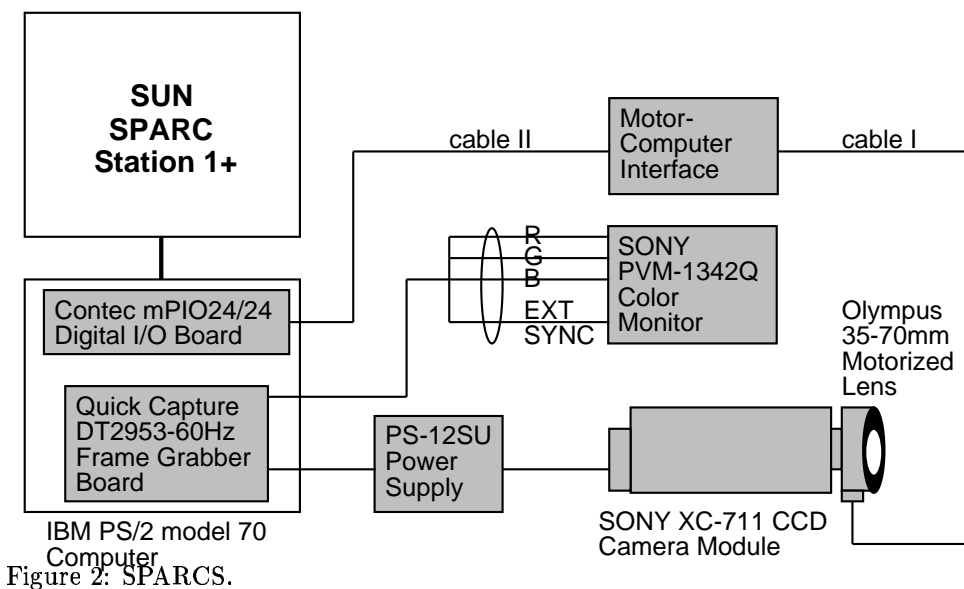 SUN
SPARC
Station 1+
cable II
Motor-
Computer
Interface
cable I
R
G
B
EXT
SYNC
SONY
PVM-1342Q
Color
Monitor
Contec mPIO24/24
Digital I/O Board
Olympus
35-70mm
Motorized
Lens
Quick Capture
DT2953-60Hz
Frame Grabber
Board
PS-12SU
Power
Supply
SONY XC-711 CCD
Camera Module
IBM PS/2 model 70
Computer
Figure 2: SPARCS.